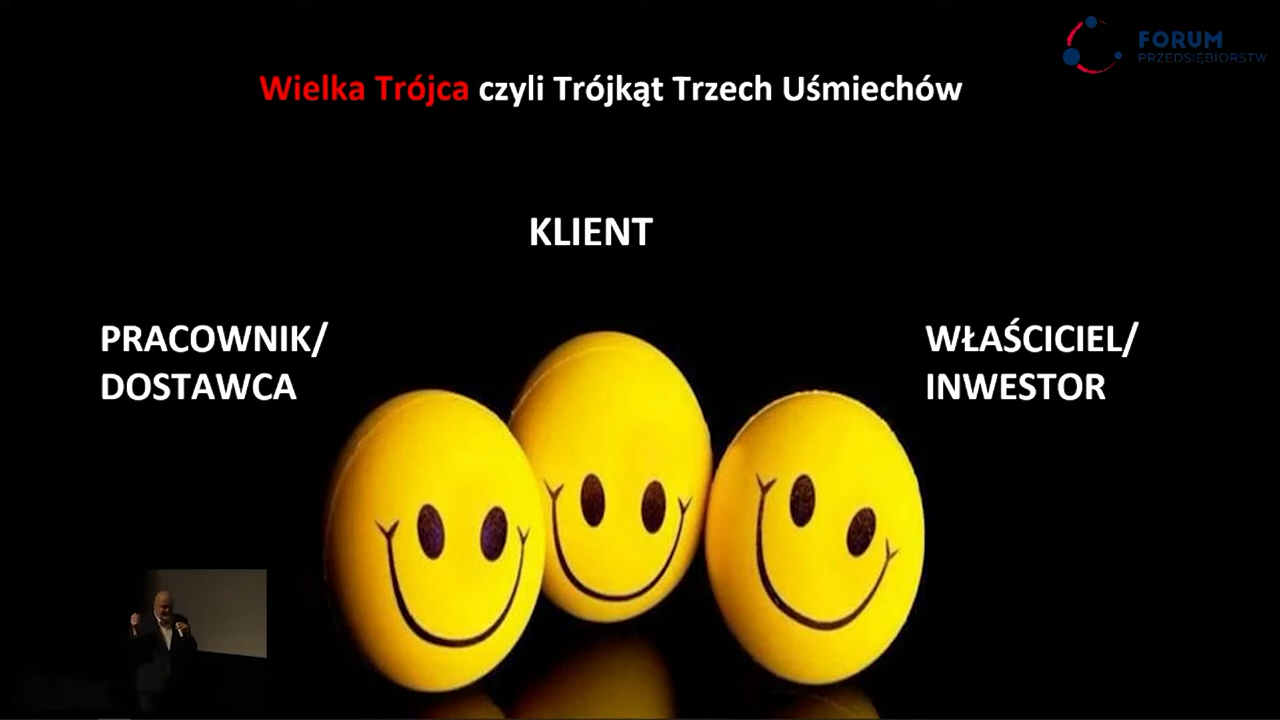 FORUM
PRZEDSIĘBIORSTW
Wielka Trójca czyli Trójkąt Trzech Uśmiechów
KLIENT
PRACOWNIK/
DOSTAWCA
WŁAŚCICIEL/
INWESTOR